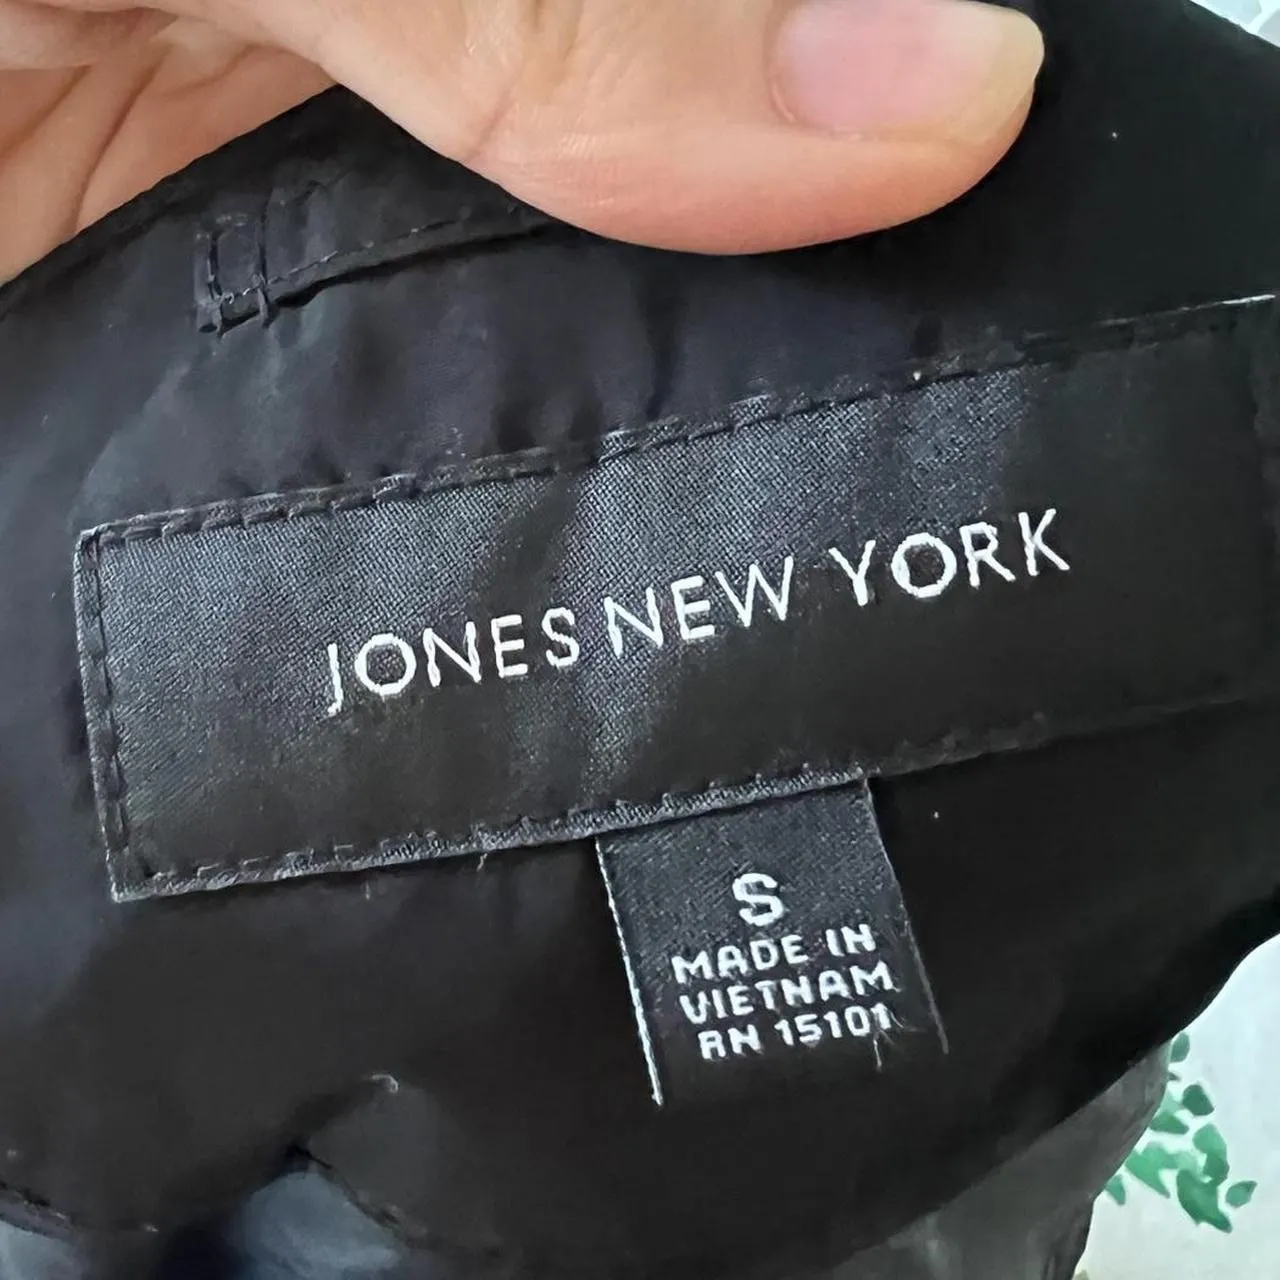 JONES NEW YORK
S
MADE IN
VIETNAM
RN 15101